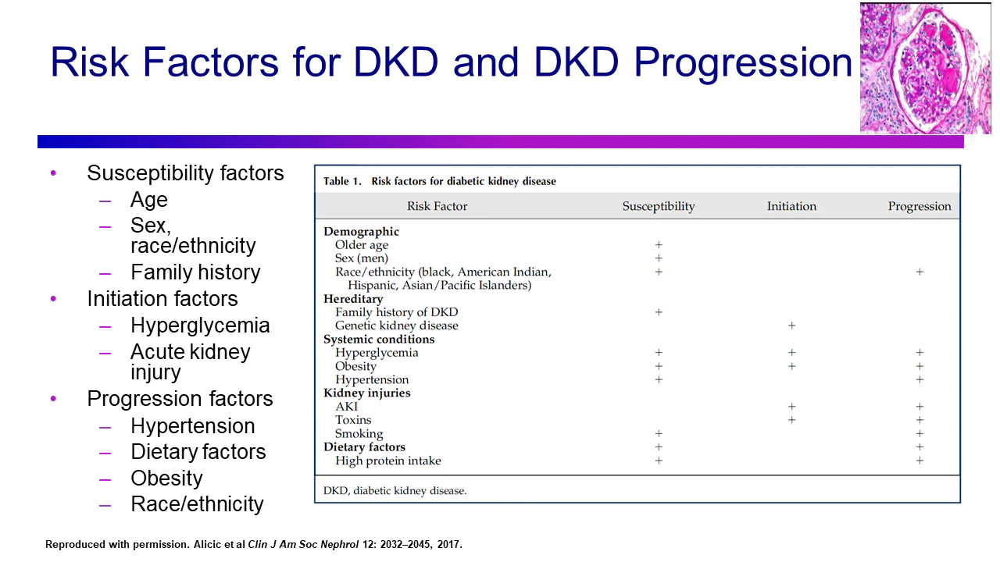 Risk Factors for DKD and DKD Progression
• Susceptibility factors
– Age
– Sex,
race/ethnicity
– Family history
• Initiation factors
– Hyperglycemia
– Acute kidney
injury
• Progression factors
– Hypertension
– Dietary factors
– Obesity
– Race/ethnicity
Table 1. Risk factors for diabetic kidney disease
Risk Factor Susceptibility Initiation Progression
Demographic
Older age +
Sex (men) +
Race/ethnicity (black, American Indian, + +
Hispanic, Asian/Pacific Islanders)
Hereditary
Family history of DKD +
Genetic kidney disease +
Systemic conditions
Hyperglycemia + + +
Obesity + + +
Hypertension + +
Kidney injuries
AKI + +
Toxins + +
Smoking + +
Dietary factors + +
High protein intake + +
DKD, diabetic kidney disease.
Reproduced with permission. Alicic et al Clin J Am Soc Nephrol 12: 2032–2045, 2017.